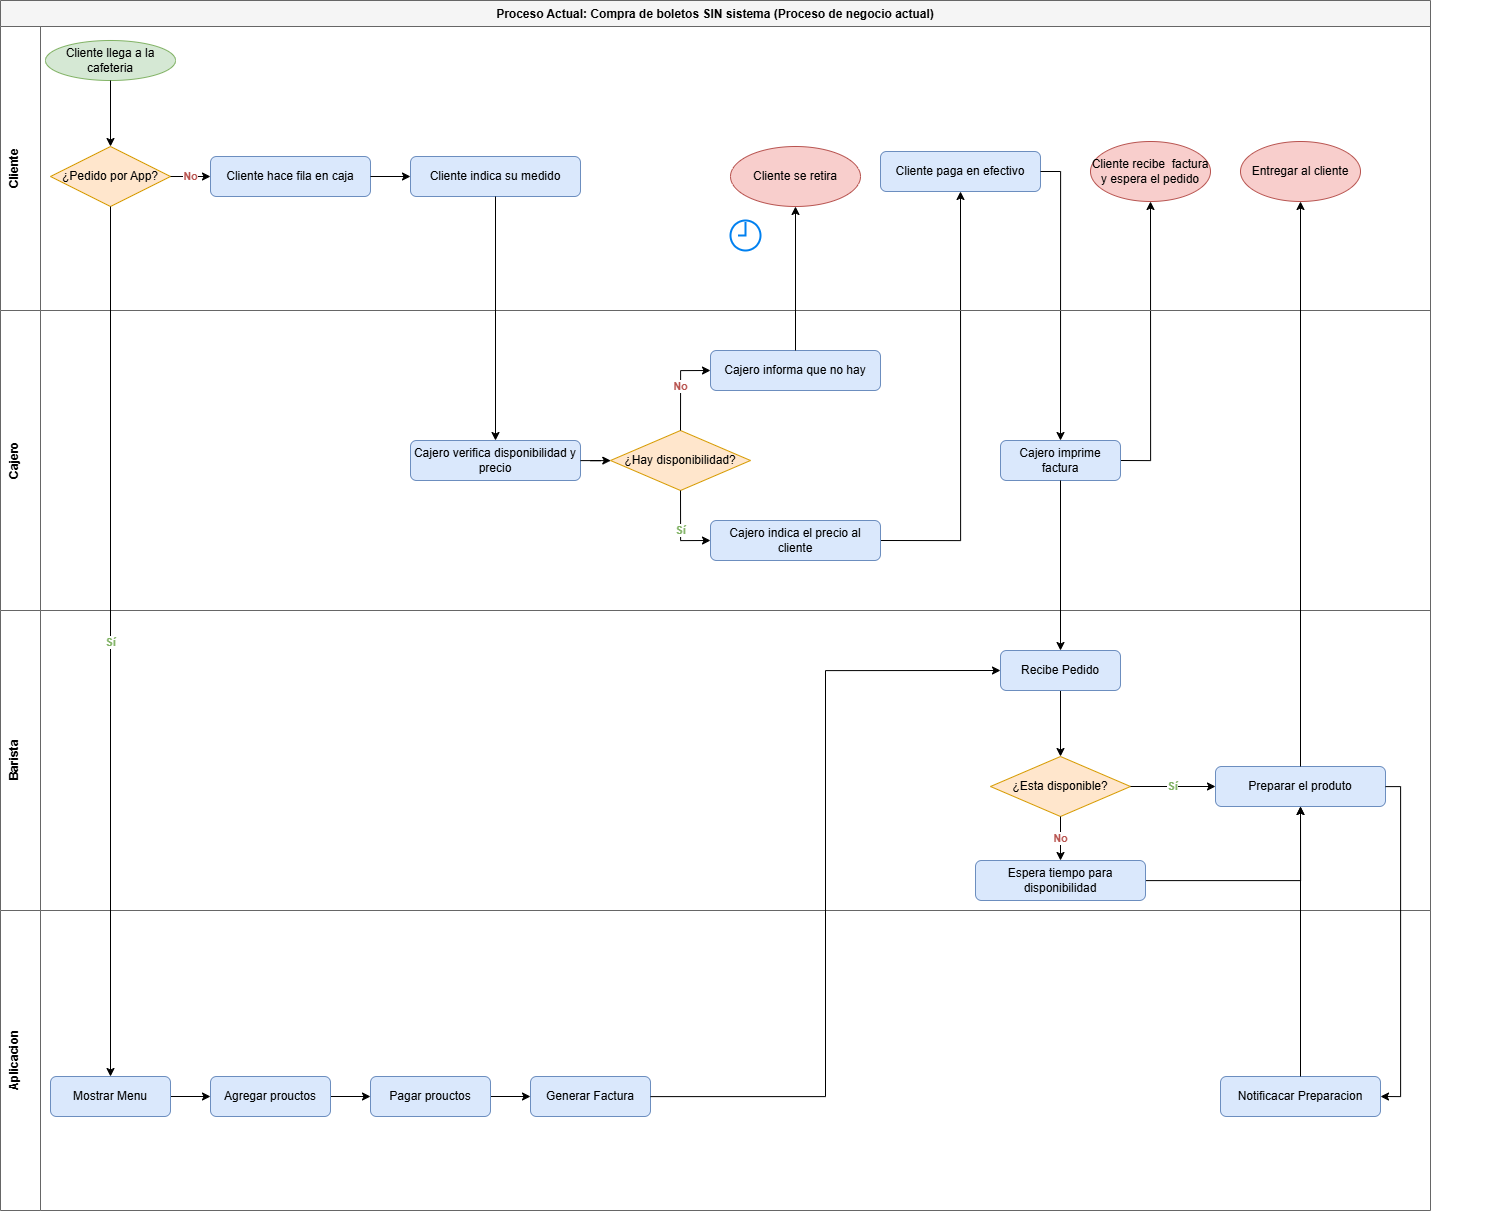 Proceso Actual: Compra de boletos SIN sistema (Proceso de negocio actual)
Cliente
Cliente llega a la
cafeteria
¿Pedido por App?
No
Cliente hace fila en caja
Cliente indica su medido
Cliente se retira
Cliente paga en efectivo
Cliente recibe factura
y espera el pedido
Entregar al cliente
Cajero
Cajero informa que no hay
No
Cajero verifica disponibilidad y
precio
¿Hay disponibilidad?
Cajero imprime
factura
Sí
Cajero indica el precio al
cliente
Barista
Sí
Recibe Pedido
¿Esta disponible?
Sí
Preparar el produto
No
Espera tiempo para
disponibilidad
Aplicacion
Mostrar Menu
Agregar prouctos
Pagar prouctos
Generar Factura
Notificacar Preparacion